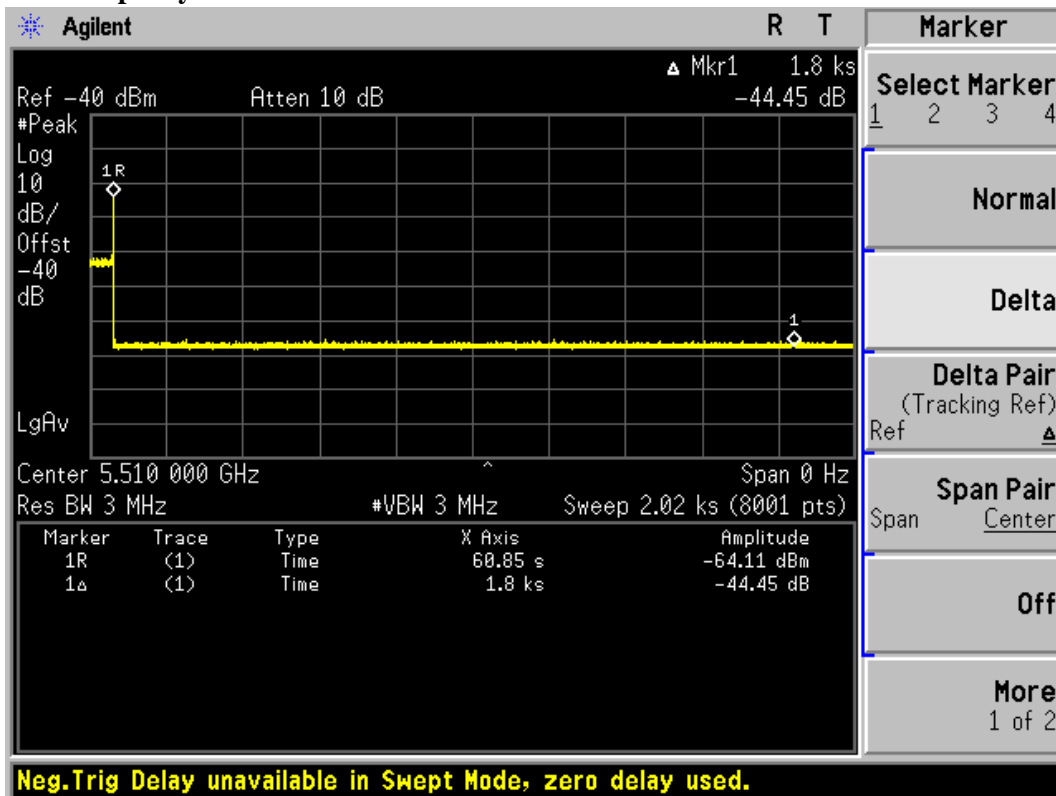 Agilent R T
Marker
▵ Mkr1 1.8 ks
Ref -40 dBm Atten 10 dB -44.45 dB
#Peak
Log
10
dB/
Offst
-40
dB
LgAv
1R
1
Center 5.510 000 GHz Span 0 Hz
Res BW 3 MHz #VBW 3 MHz Sweep 2.02 ks (8001 pts)
Marker Trace Type X Axis Amplitude
1R (1) Time 60.85 s -64.11 dBm
1▵ (1) Time 1.8 ks -44.45 dB
Select Marker
1 2 3 4
Normal
Delta
Delta Pair
(Tracking Ref)
Ref ▵
Span Pair
Span Center
Off
More
1 of 2
Neg.Trig Delay unavailable in Swept Mode, zero delay used.